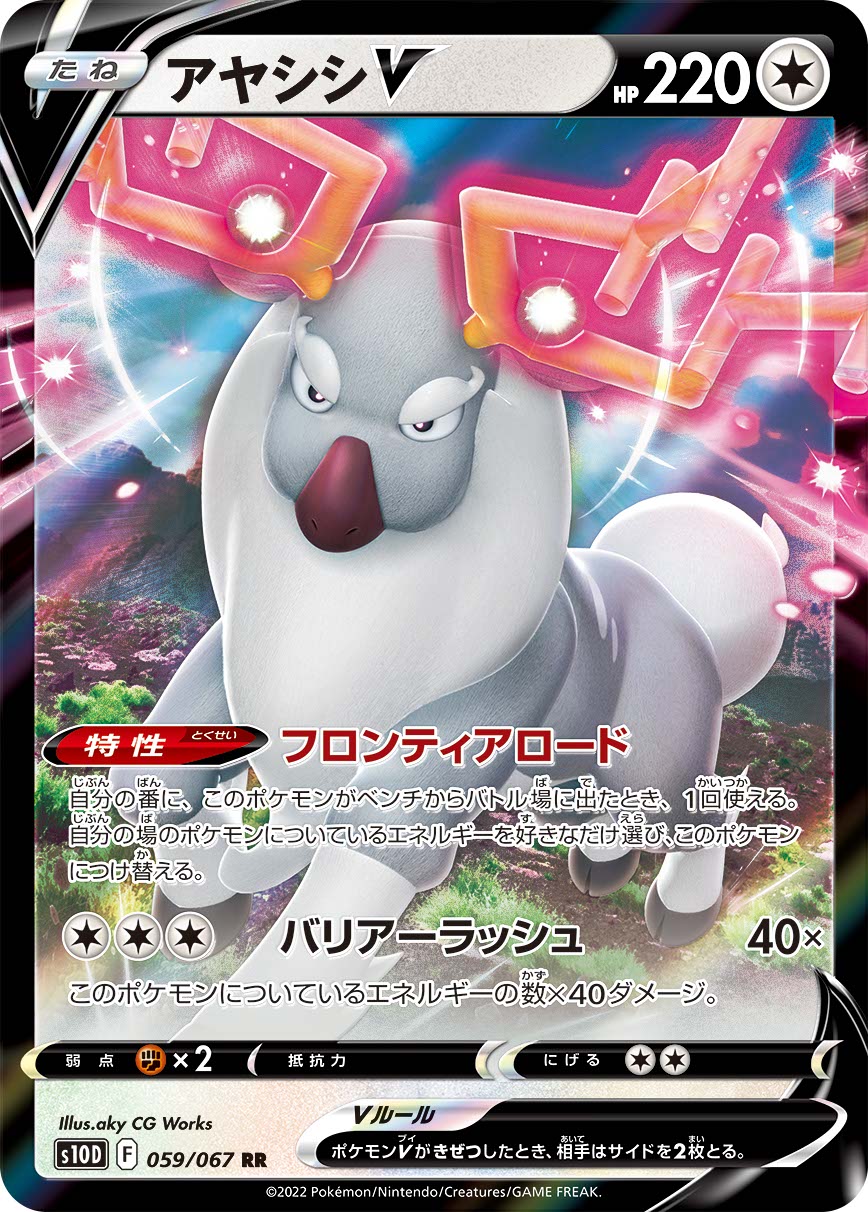 たね アヤシシV HP 220
特性 とくせい フロンティアロード
自分の番に、このポケモンがベンチからバトル場に出たとき、1回使える。
自分の場のポケモンについているエネルギーを好きなだけ選び、このポケモン
につけ替える。
バリアーラッシュ 40×
このポケモンについているエネルギーの数×40ダメージ。
弱点 ×2 抵抗力 にげる
Illus.aky CG Works
Vルール
ポケモンVがきぜつしたとき、相手はサイドを2枚とる。
s10D F 059/067 RR
©2022 Pokémon/Nintendo/Creatures/GAME FREAK.